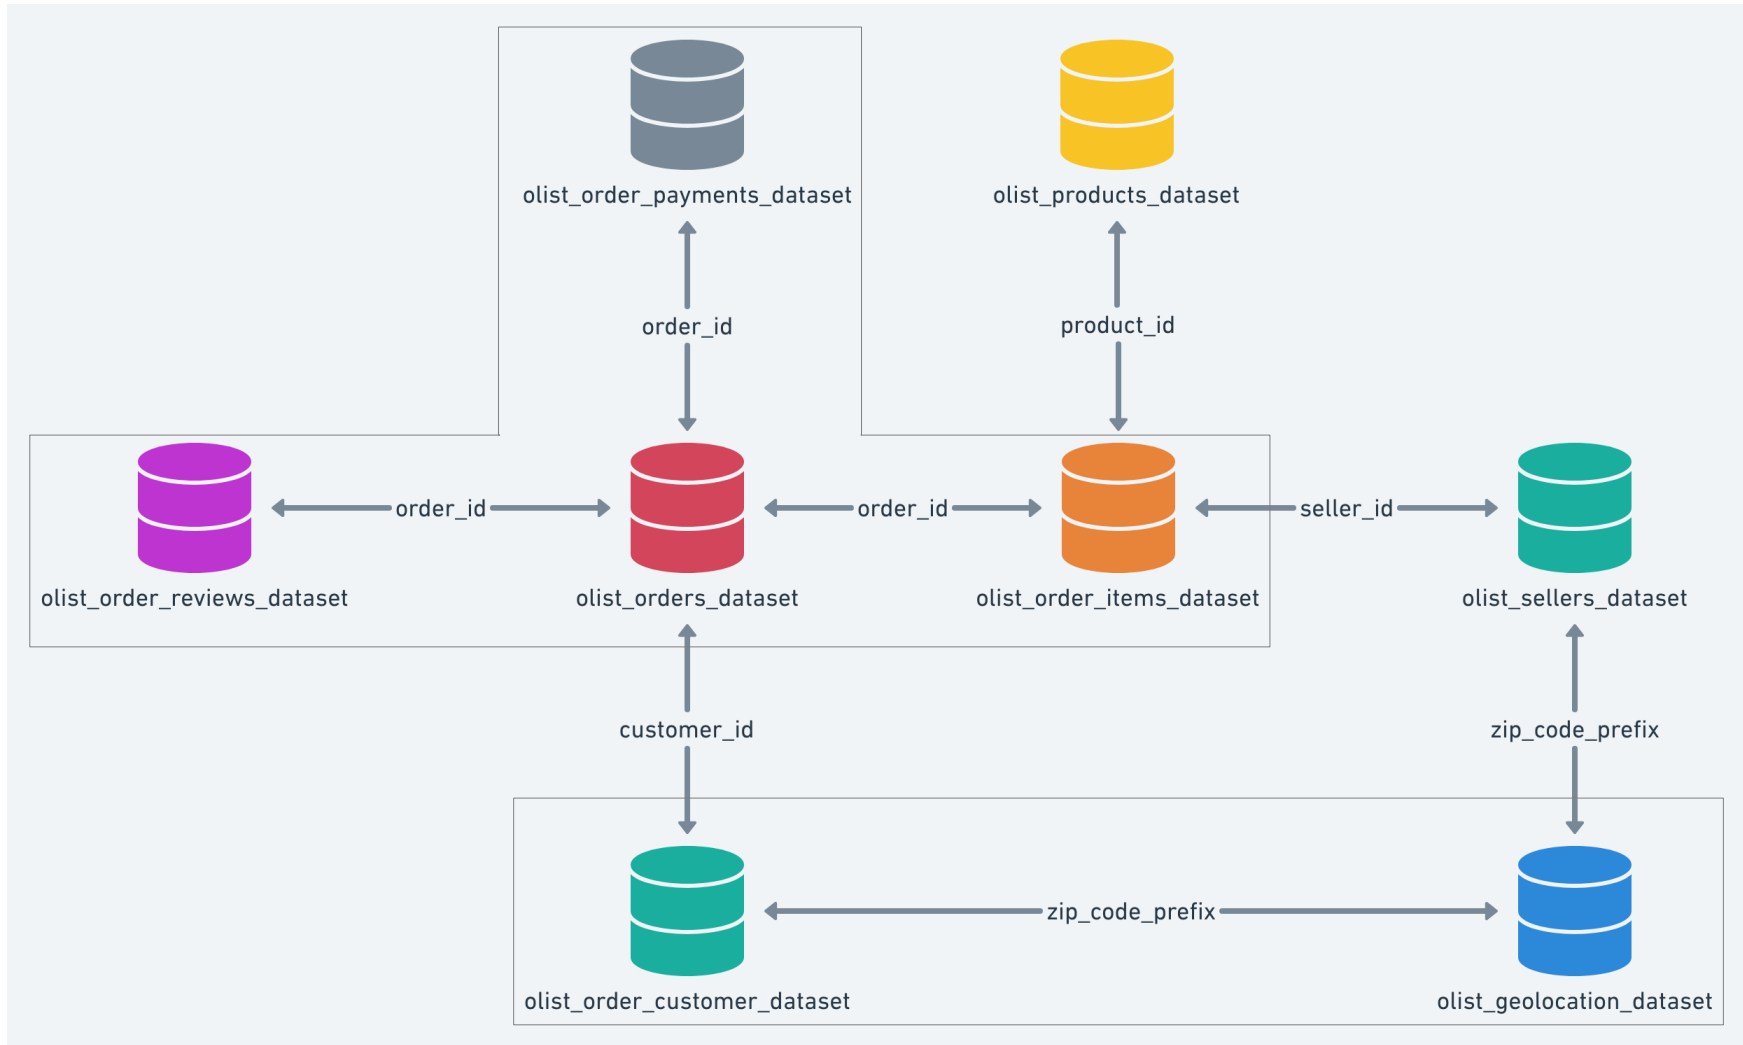 olist_order_payments_dataset
olist_products_dataset
order_id
product_id
order_id
order_id
seller_id
olist_order_reviews_dataset
olist_orders_dataset
olist_order_items_dataset
olist_sellers_dataset
customer_id
zip_code_prefix
zip_code_prefix
olist_order_customer_dataset
olist_geolocation_dataset